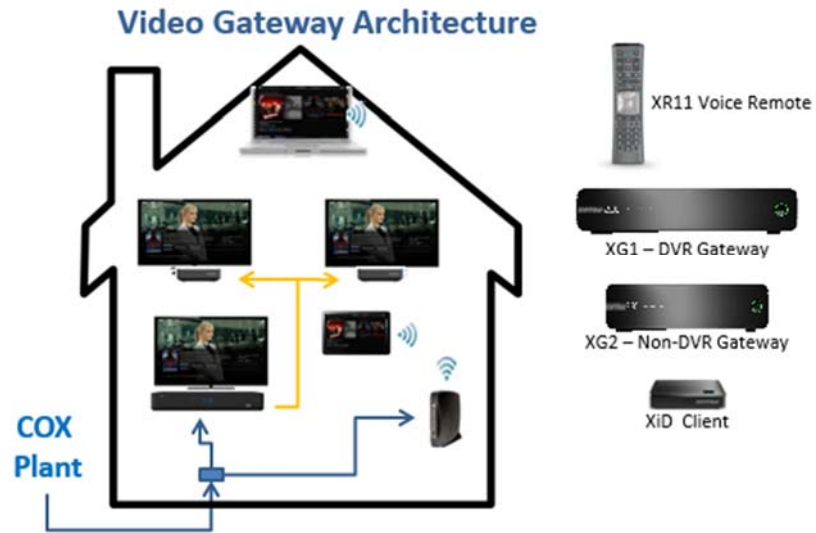 Video Gateway Architecture
XR11 Voice Remote
XG1 – DVR Gateway
XG2 – Non-DVR Gateway
XiD Client
COX
Plant